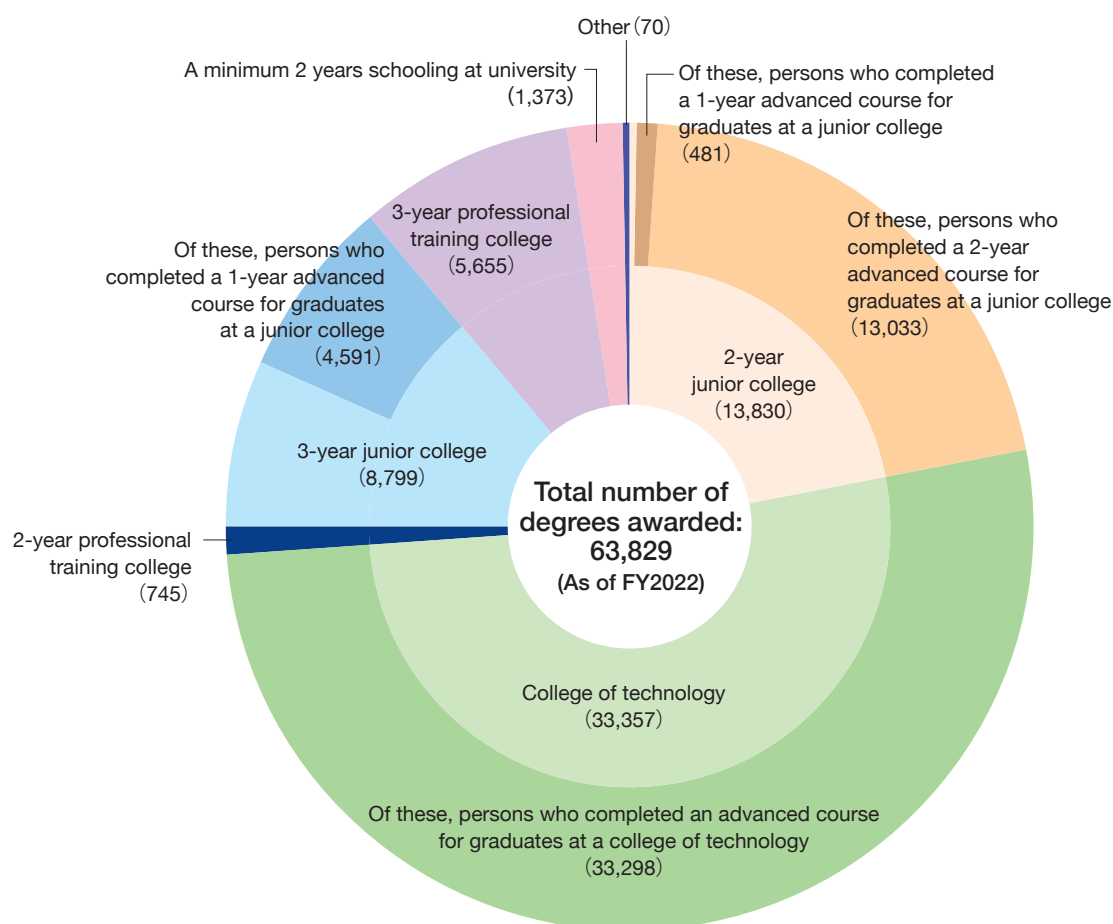 Other (70)
A minimum 2 years schooling at university
(1,373)
Of these, persons who completed
a 1-year advanced course for
graduates at a junior college
(481)
3-year professional
training college
(5,655)
Of these, persons who
completed a 2-year
advanced course for
graduates at a junior college
(13,033)
Of these, persons who
completed a 1-year advanced
course for graduates
at a junior college
(4,591)
2-year
junior college
(13,830)
3-year junior college
(8,799)
Total number of
degrees awarded:
63,829
(As of FY2022)
2-year professional
training college
(745)
College of technology
(33,357)
Of these, persons who completed an advanced course
for graduates at a college of technology
(33,298)